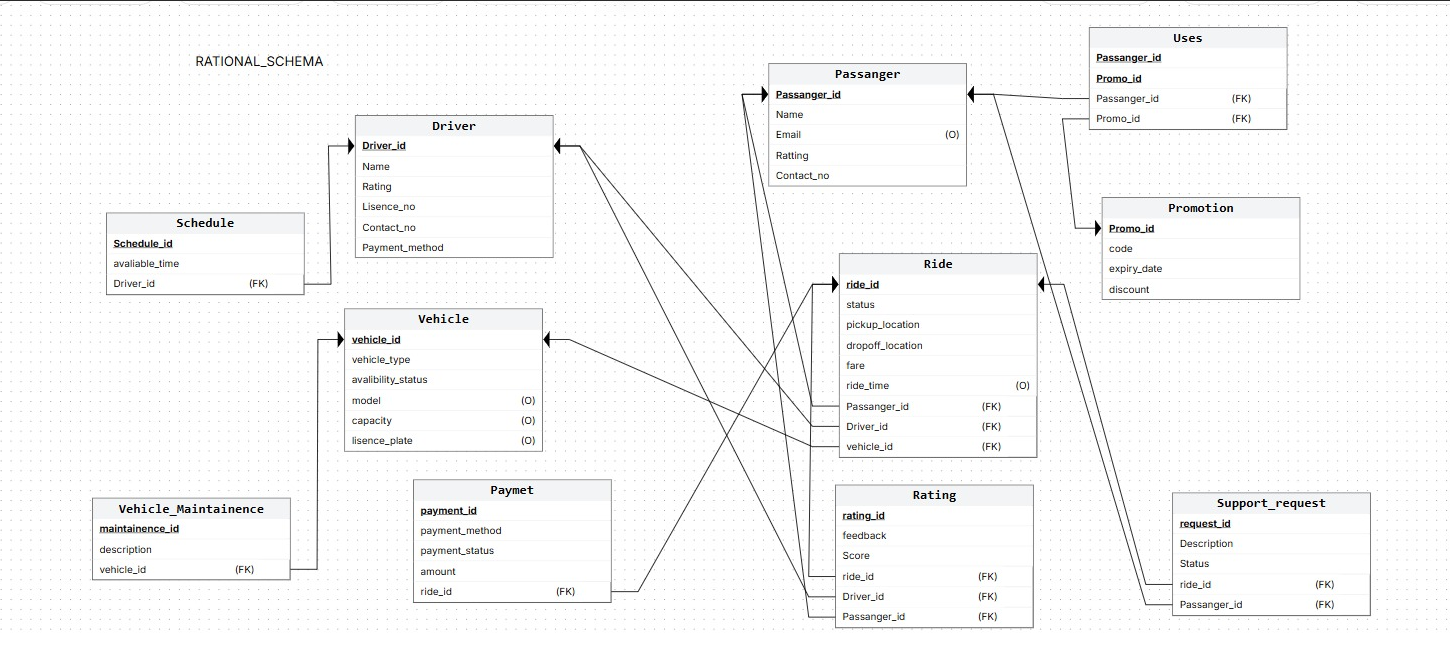 RATIONAL_SCHEMA
Driver
Driver_id
Name
Rating
Lisence_no
Contact_no
Payment_method
Schedule
Schedule_id
avaliable_time
Driver_id (FK)
Vehicle
vehicle_id
vehicle_type
avalibility_status
model (O)
capacity (O)
lisence_plate (O)
Vehicle_Maintainence
maintainence_id
description
vehicle_id (FK)
Paymet
payment_id
payment_method
payment_status
amount
ride_id (FK)
Passanger
Passanger_id
Name
Email (O)
Ratting
Contact_no
Ride
ride_id
status
pickup_location
dropoff_location
fare
ride_time (O)
Passanger_id (FK)
Driver_id (FK)
vehicle_id (FK)
Rating
rating_id
feedback
Score
ride_id (FK)
Driver_id (FK)
Passanger_id (FK)
Uses
Passanger_id
Promo_id
Passanger_id (FK)
Promo_id (FK)
Promotion
Promo_id
code
expiry_date
discount
Support_request
request_id
Description
Status
ride_id (FK)
Passanger_id (FK)